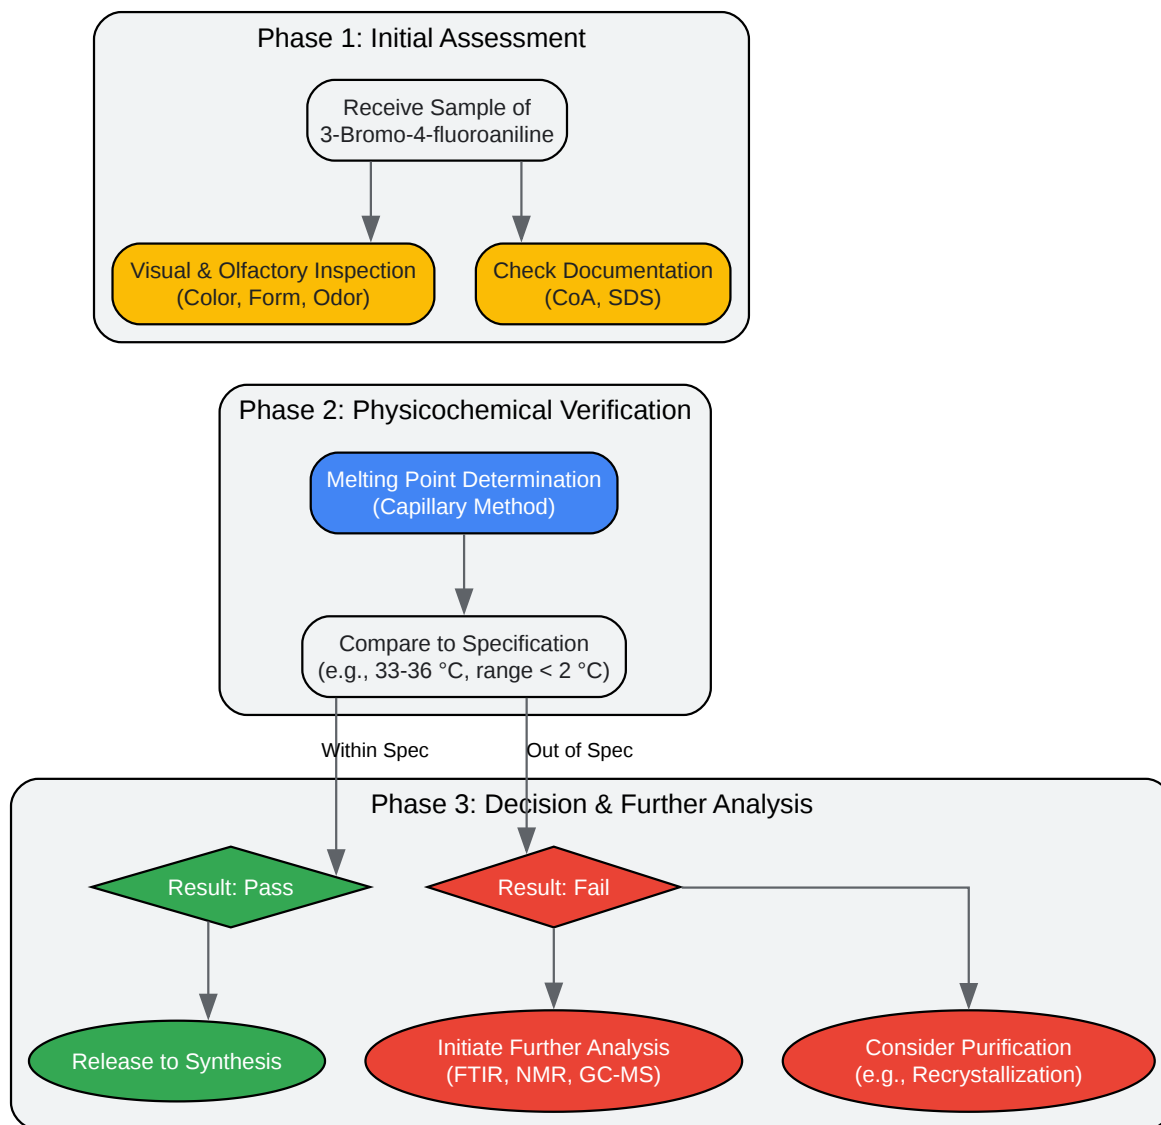 Phase 1: Initial Assessment
Receive Sample of
3-Bromo-4-fluoroaniline
Visual & Olfactory Inspection
(Color, Form, Odor)
Check Documentation
(CoA, SDS)
Phase 2: Physicochemical Verification
Melting Point Determination
(Capillary Method)
Compare to Specification
(e.g., 33-36 °C, range < 2 °C)
Within Spec
Out of Spec
Phase 3: Decision & Further Analysis
Result: Pass
Result: Fail
Release to Synthesis
Initiate Further Analysis
(FTIR, NMR, GC-MS)
Consider Purification
(e.g., Recrystallization)